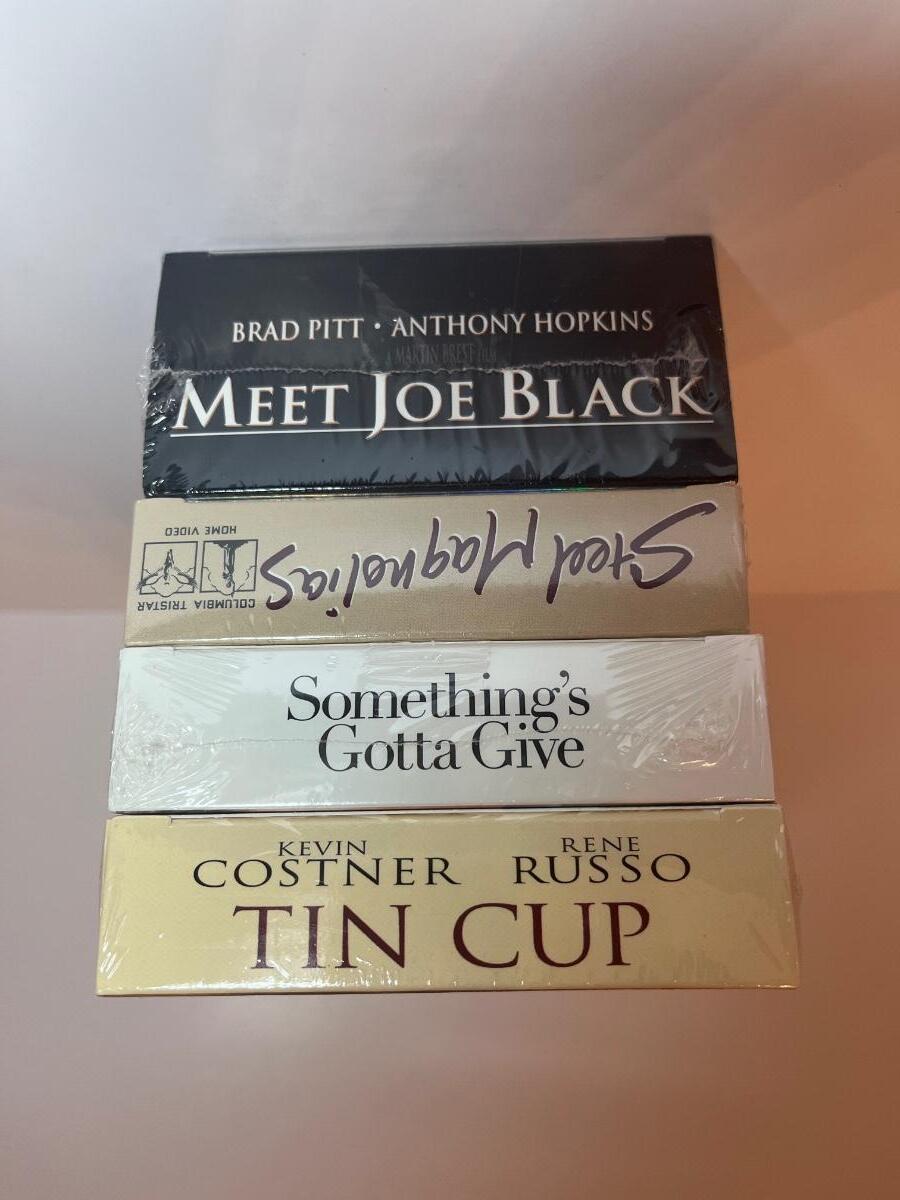 BRAD PITT · ANTHONY HOPKINS
A MARTIN BREST FILM
MEET JOE BLACK
Steel Magnolias
COLUMBIA TRISTAR
HOME VIDEO
Something's
Gotta Give
KEVIN RENE
COSTNER RUSSO
TIN CUP